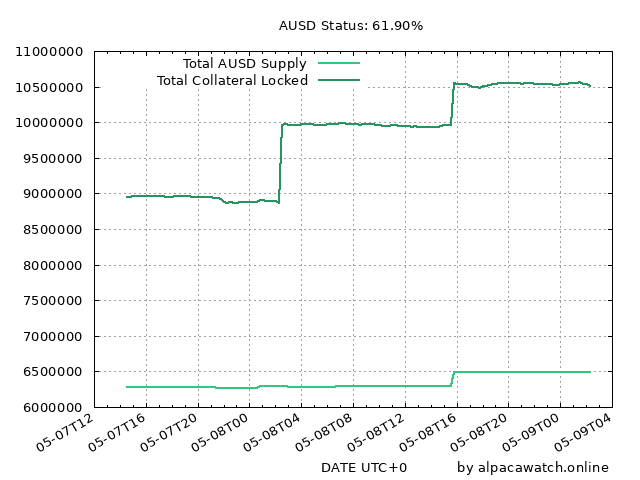 AUSD Status: 61.90%
11000000
10500000
10000000
9500000
9000000
8500000
8000000
7500000
7000000
6500000
6000000
Total AUSD Supply
Total Collateral Locked
05-07T12
05-07T16
05-07T20
05-08T00
05-08T04
05-08T08
05-08T12
05-08T16
05-08T20
05-09T00
05-09T04
DATE UTC+0
by alpacawatch.online